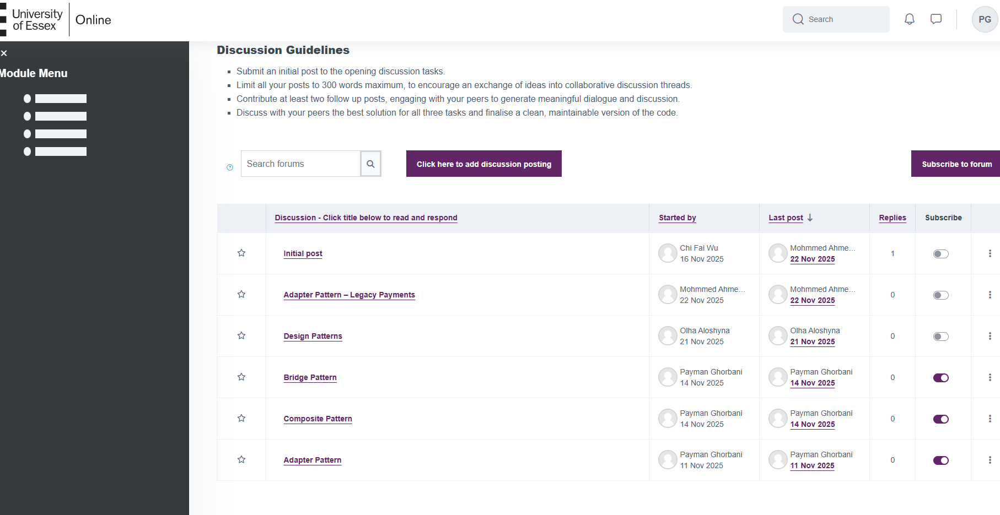 University
of Essex
Online
Search
PG
Module Menu
Discussion Guidelines
Submit an initial post to the opening discussion tasks.
Limit all your posts to 300 words maximum, to encourage an exchange of ideas into collaborative discussion threads.
Contribute at least two follow up posts, engaging with your peers to generate meaningful dialogue and discussion.
Discuss with your peers the best solution for all three tasks and finalise a clean, maintainable version of the code.
Search forums
Click here to add discussion posting
Subscribe to forum
Discussion - Click title below to read and respond
Started by
Last post
Replies
Subscribe
Initial post
Chi Fai Wu
16 Nov 2025
Mohmmed Ahme...
22 Nov 2025
1
Adapter Pattern – Legacy Payments
Mohmmed Ahme...
22 Nov 2025
Mohmmed Ahme...
22 Nov 2025
0
Design Patterns
Olha Aloshyna
21 Nov 2025
Olha Aloshyna
21 Nov 2025
0
Bridge Pattern
Payman Ghorbani
14 Nov 2025
Payman Ghorbani
14 Nov 2025
0
Composite Pattern
Payman Ghorbani
14 Nov 2025
Payman Ghorbani
14 Nov 2025
0
Adapter Pattern
Payman Ghorbani
11 Nov 2025
Payman Ghorbani
11 Nov 2025
0